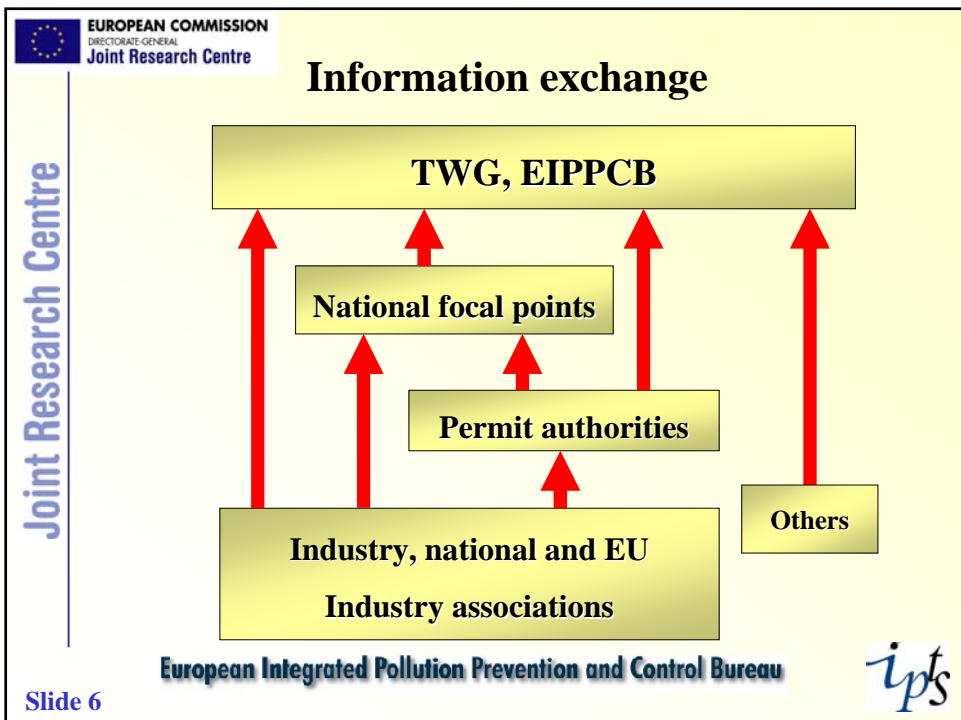 EUROPEAN COMMISSION
DIRECTORATE-GENERAL
Joint Research Centre
Information exchange
Joint Research Centre
TWG, EIPPCB
National focal points
Permit authorities
Others
Industry, national and EU
Industry associations
European Integrated Pollution Prevention and Control Bureau
ipts
Slide 6